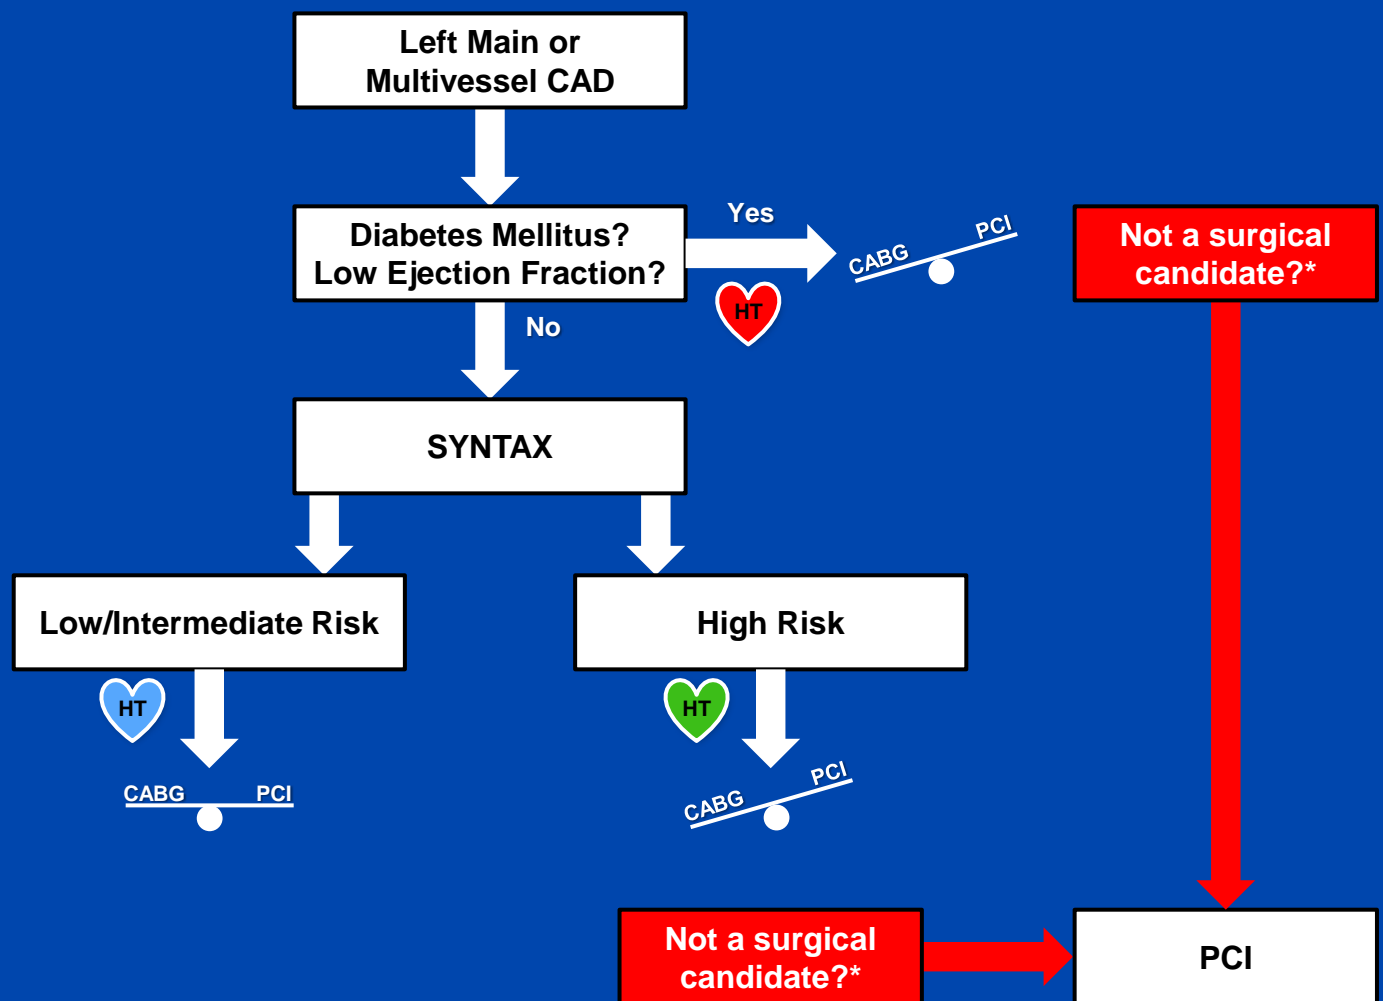 Left Main or
Multivessel CAD
Diabetes Mellitus?
Low Ejection Fraction?
Yes
CABG
PCI
Not a surgical
candidate?*
HT
No
SYNTAX
Low/Intermediate Risk
High Risk
HT
HT
CABG
PCI
CABG
PCI
Not a surgical
candidate?*
PCI